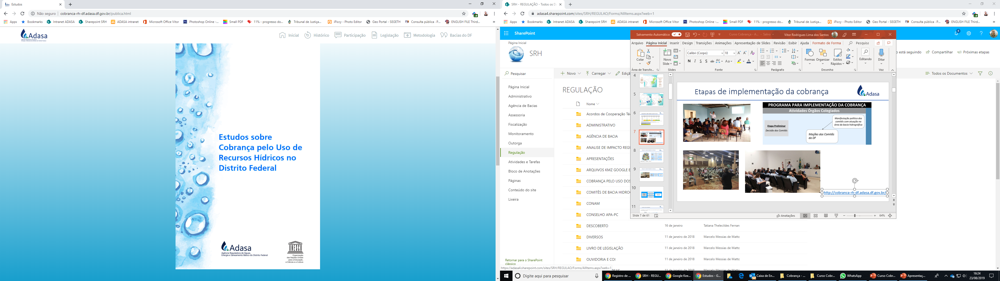 Estudos
Não seguro | cobranca-rh-df.adasa.df.gov.br/publica.html
Apps
Bookmarks
Intranet ADASA
Sharepoint SRH
ADASA intranet
Microsoft Office Vitor
Photoshop Online -...
Small PDF
11% - progresso do...
Tribunal de Justiça...
iPiccy - Photo Editor
Geo Portal - SEGETH
Consulta pública · P...
ENGLISH FILE Third...
Adasa
Inicial
Histórico
Participação
Legislação
Metodologia
Bacias do DF
Estudos sobre
Cobrança pelo Uso de
Recursos Hídricos no
Distrito Federal
Adasa
Agência Reguladora de Águas,
Energia e Saneamento Básico do Distrito Federal
UNESCO
Organização
das Nações Unidas
para a Educação,
a Ciência e a Cultura
SRH - REGULAÇÃO - Todos os D
adasa4.sharepoint.com/sites/SRH/REGULAO/Forms/AllItems.aspx?web=1
Apps
Bookmarks
Intranet ADASA
Sharepoint SRH
ADASA intranet
Microsoft Office Vitor
Photoshop Online -...
Small PDF
11% - progresso do...
Tribunal de Justiça...
iPiccy - Photo Editor
Geo Portal - SEGETH
Consulta pública · P...
ENGLISH FILE Third...
SharePoint
6
Página Inicial
SRH
o está seguindo
Compartilhar
Próximas etapas
Pesquisar
Novo
Carregar
Ediçã
Todos os Documentos
Página Inicial
Administrativo
Agência de Bacias
Assessoria
Fiscalização
Monitoramento
Outorga
Regulação
Atividades e Tarefas
Bloco de Anotações
Páginas
Conteúdo do site
Lixeira
Retornar para o SharePoint
clássico
REGULAÇÃO
Nome
Acordos de Cooperação Téc
ADMINISTRATIVO
AGÊNCIA DE BACIA
ANALISE DE IMPACTO REGU
APRESENTAÇÕES
ARQUIVOS KMZ GOOGLE E
COBRANÇA PELO USO DOS
COMITÊS DE BACIA HIDROG
CONAM
CONSELHO APA-PC
DESCOBERTO 16 de janeiro Tatiana Thelecildes Fernan
DIVERSOS 11 de janeiro de 2018 Marcelo Messias de Mattc
LIVRO DE LEGISLAÇÃO 11 de janeiro de 2018 Marcelo Messias de Mattc
OUVIDORIA E COI 11 de janeiro de 2018 Marcelo Messias de Mattc
11 de janeiro de 2018 Marcelo Messias de Mattc
https://adasa4.sharepoint.com/sites/SRH/REGULAO/Forms/AllItems.aspx?web=1
Salvamento Automático
Curso Cobrança - A... - Salvo
Vitor Rodrigues Lima dos Santos
Arquivo
Página Inicial
Inserir
Design
Transições
Animações
Apresentação de Slides
Revisão
Exibir
Ajuda
Formato de Forma
Pesquisa
Colar
Novo
Slide
Calibri (Corpo)
18
N I S S ab AV Aa
Formas
Organizar
Estilos
Rápidos
Editando
Ditar
Área de Transfe...
Slides
Fonte
Parágrafo
Desenho
Voz
4
5
6
7
8
9
10
11
Etapas de implementação da cobrança
Adasa
PROGRAMA PARA IMPLEMENTAÇÃO DA COBRANÇA
Atividades Órgãos Colegiados
Manifestação política dos
comitês com atuação na
área da bacia hidrográfica
Etapa Preliminar
Decisão dos Comitês
Moções dos Comitês
do DF
http://cobranca-rh-df.adasa.df.gov.br/
Slide 7 de 61
Anotações
64%
Digite aqui para pesquisar
Registro de ...
SRH - REGU...
Google Kee...
Estudos - G...
Caixa de En...
Cobrança - ...
Curso Cobr...
WhatsApp
Curso Cobr...
Apresentaç...
16:24
23/08/2019